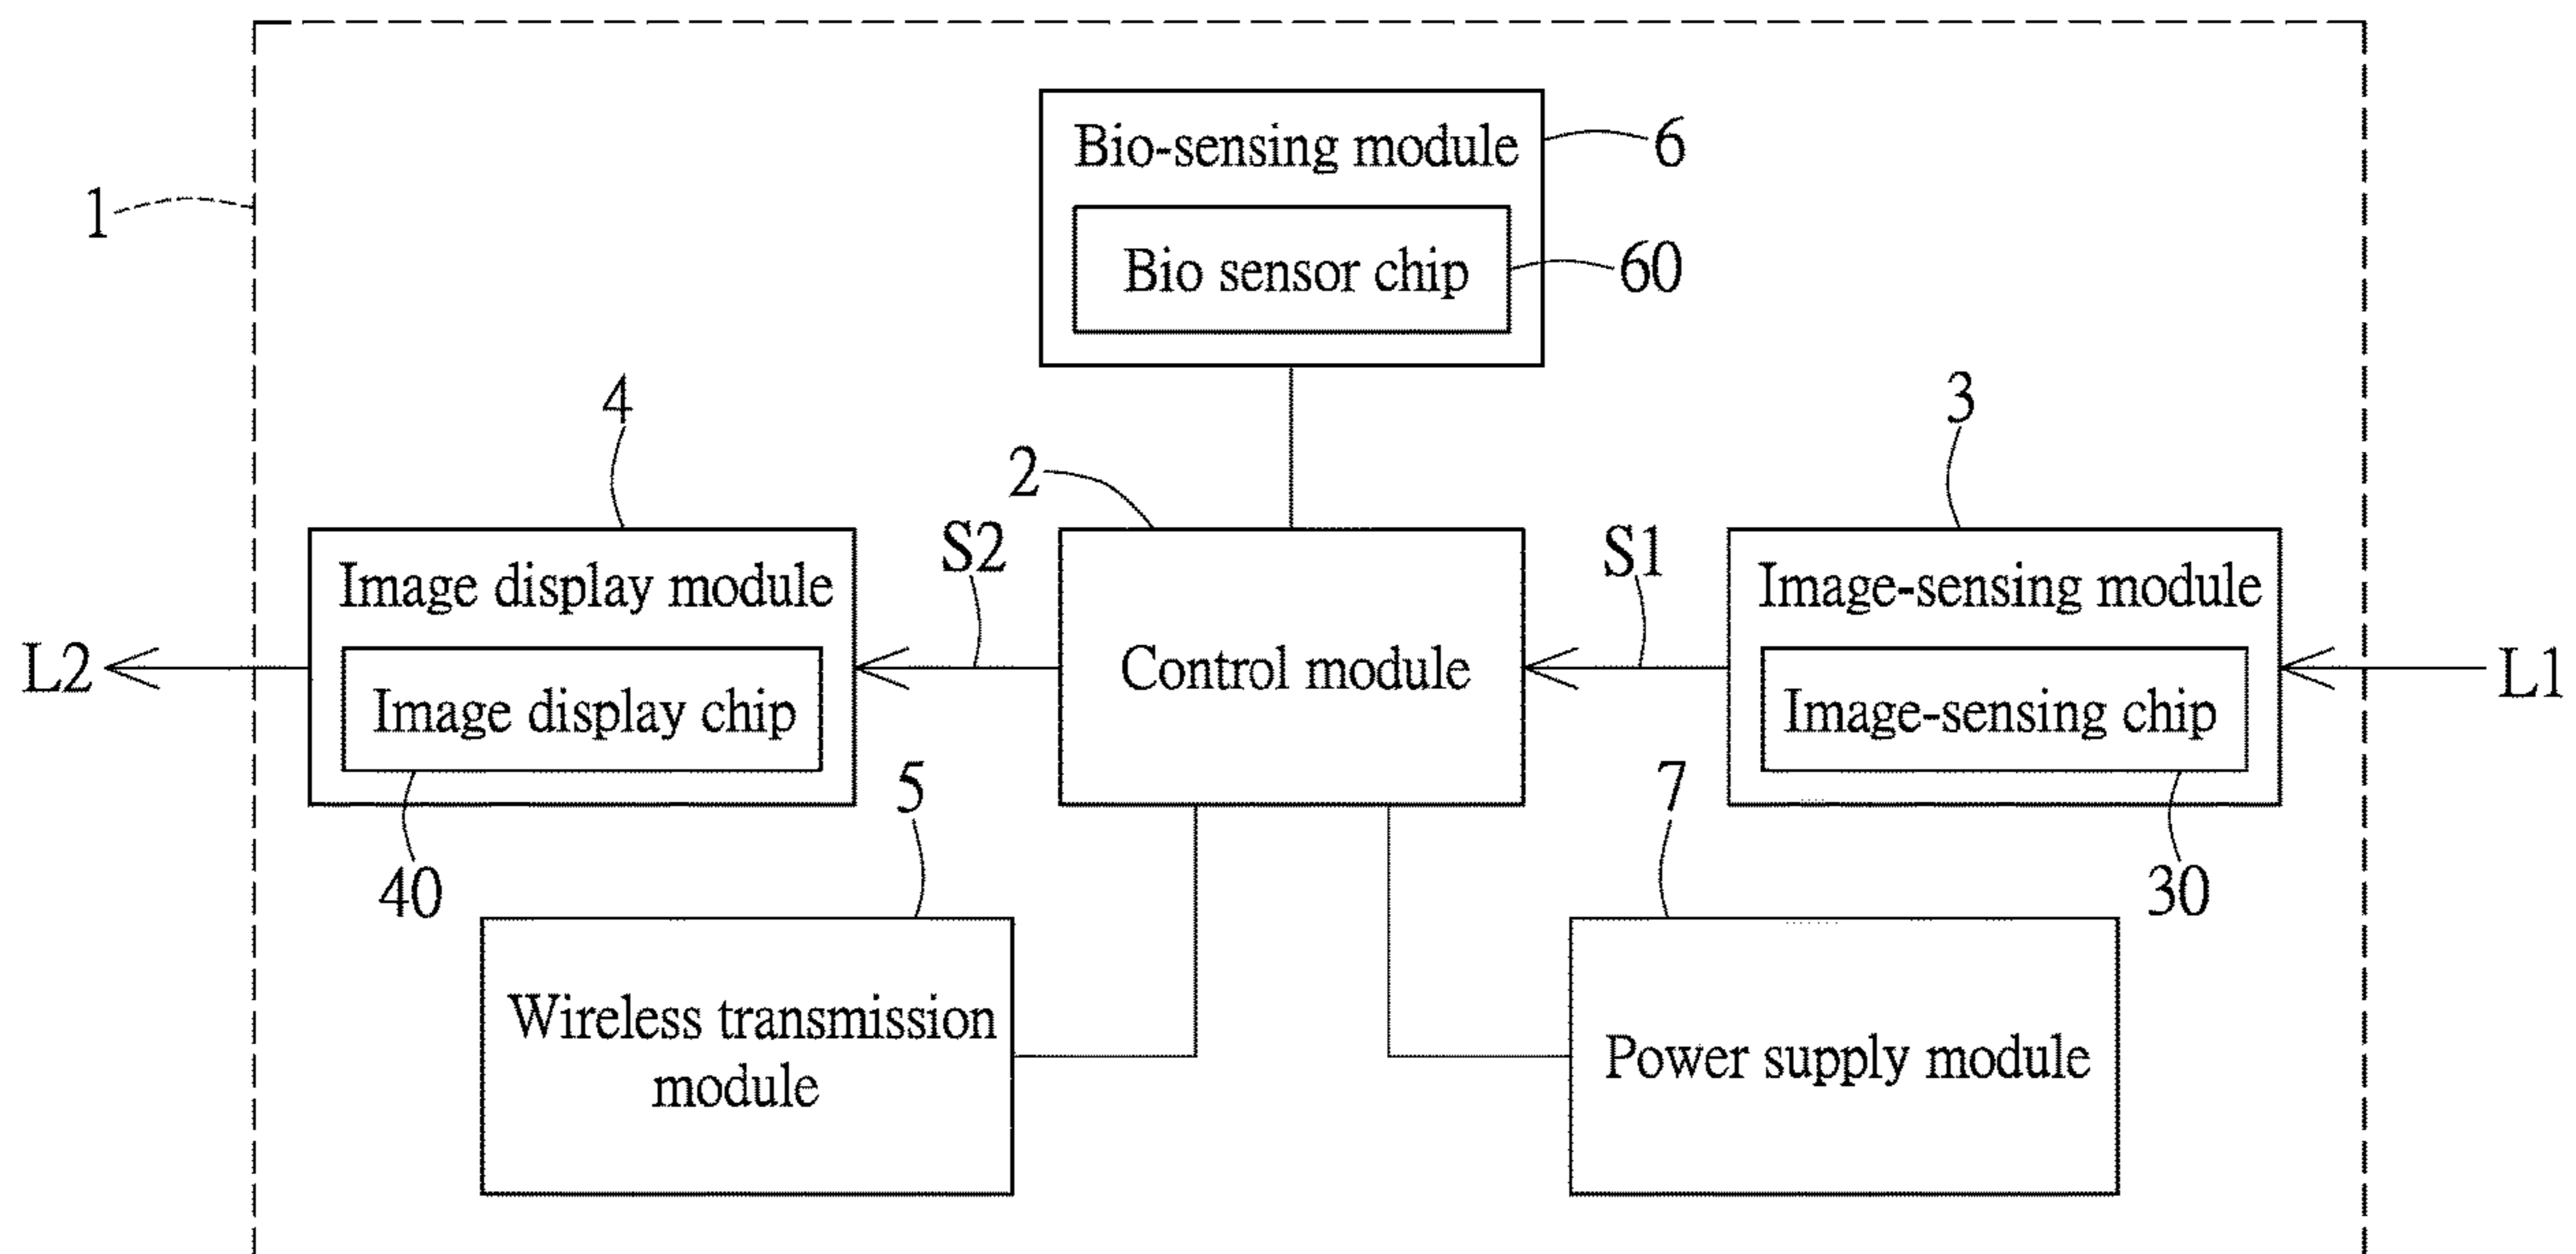 Bio-sensing module
6
1
Bio sensor chip
60
4
3
2
S2
S1
Image display module
Image-sensing module
L2
Control module
L1
Image display chip
Image-sensing chip
5
7
40
30
Wireless transmission
module
Power supply module